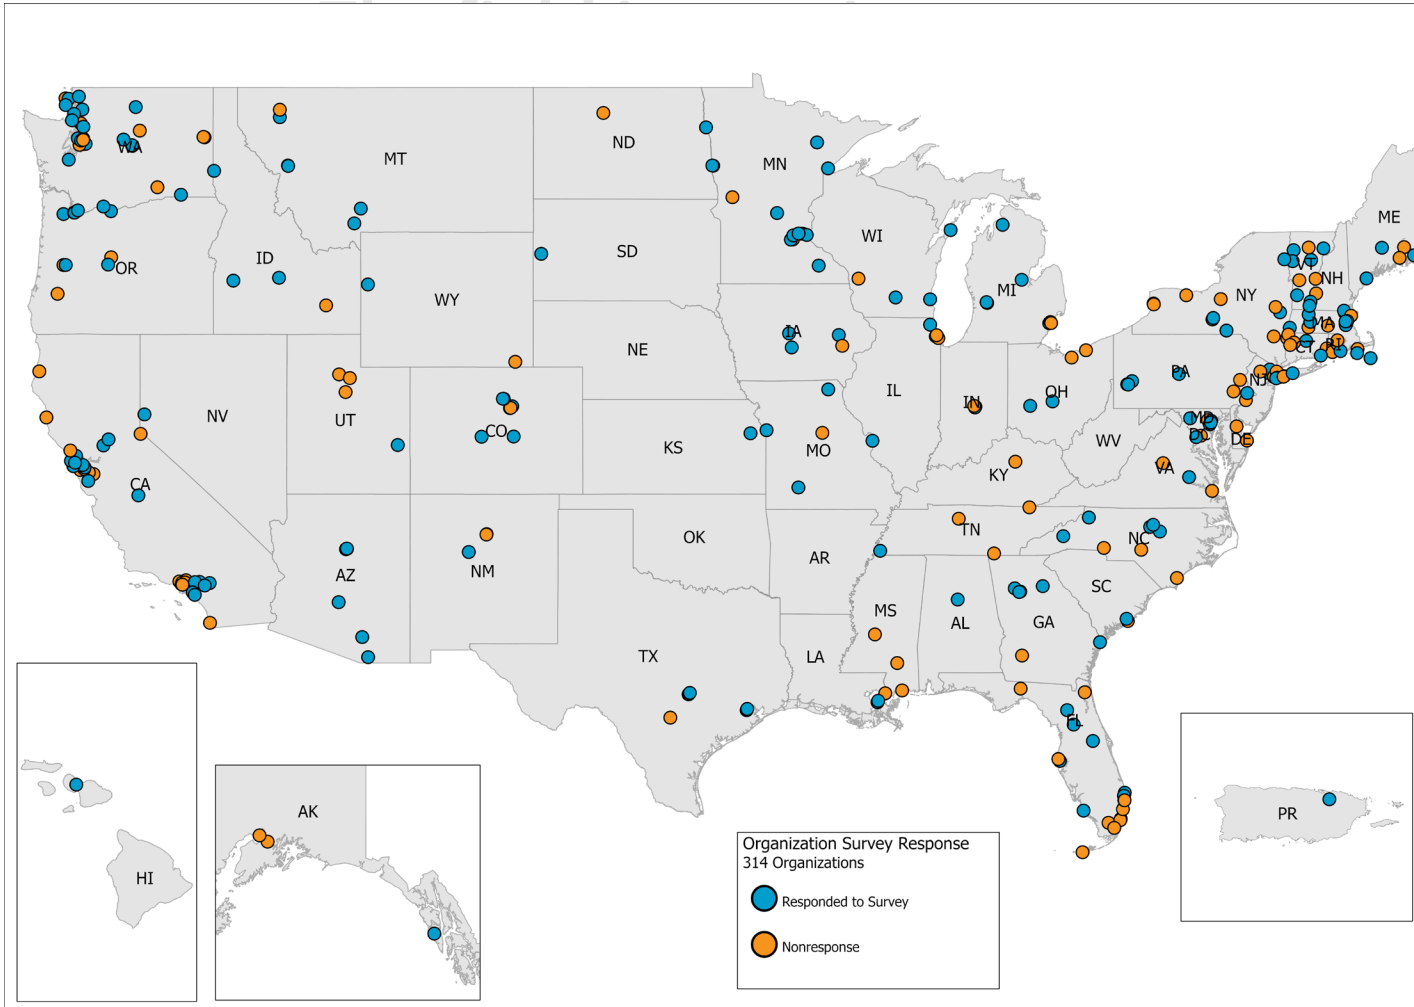 WA
MT
ND
MN
ME
OR
ID
SD
WI
MI
VT
NH
NY
WY
MA
IA
CT
RI
NE
PA
NJ
NV
UT
CO
IL
IN
OH
MD
DE
CA
KS
MO
WV
KY
VA
OK
TN
NC
AZ
NM
AR
SC
MS
AL
GA
TX
LA
FL
AK
PR
HI
Organization Survey Response
314 Organizations
Responded to Survey
Nonresponse